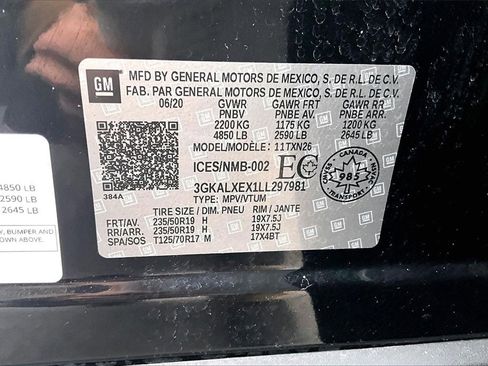 GM
MFD BY GENERAL MOTORS DE MEXICO, S. DE R.L. DE C.V.
FAB. PAR GENERAL MOTORS DE MEXICO, S. DE R.L. DE C.V.
06/20 GVWR GAWR FRT GAWR RR
PNBV PNBE AV. PNBE ARR.
2200 KG 1175 KG 1200 KG
4850 LB 2590 LB 2645 LB
MODEL/MODÈLE: 11TXN26
ICES/NMB-002 EC
CANADA
985
TRANSPORT
384A
3GKALXEX1LL297981
TYPE: MPV/VTUM
TIRE SIZE/DIM. DU PNEU RIM / JANTE
FRT/AV. 235/50R19 H 19X7.5J
RR/ARR 235/50R19 H 19X7.5J
SPA/SOS T125/70R17 M 17X4BT
4850 LB
2590 LB
2645 LB
Y, BUMPER AND
OWN ABOVE.